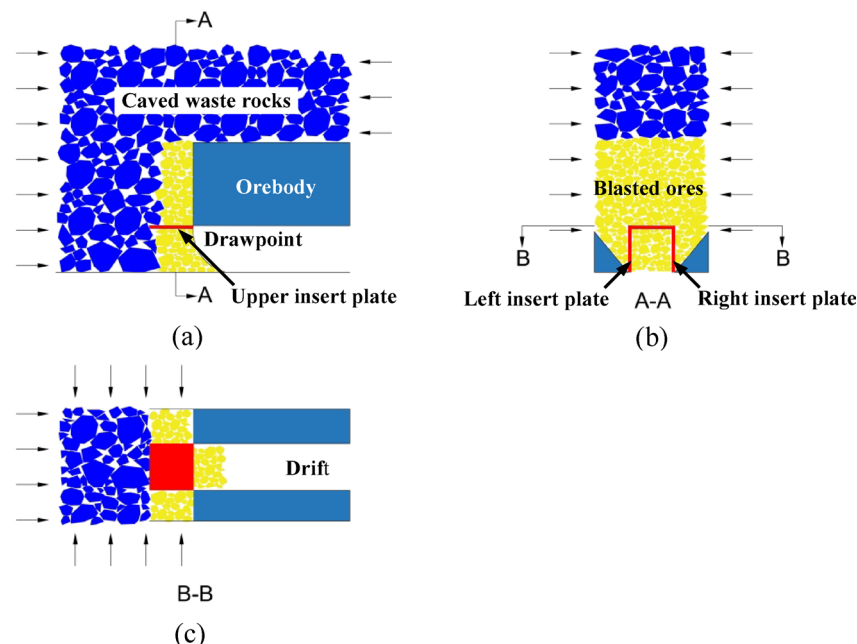 A
Caved waste rocks
Orebody
Drawpoint
A
Upper insert plate
(a)
Blasted ores
B
B
Left insert plate
Right insert plate
A-A
(b)
Drift
B-B
(c)